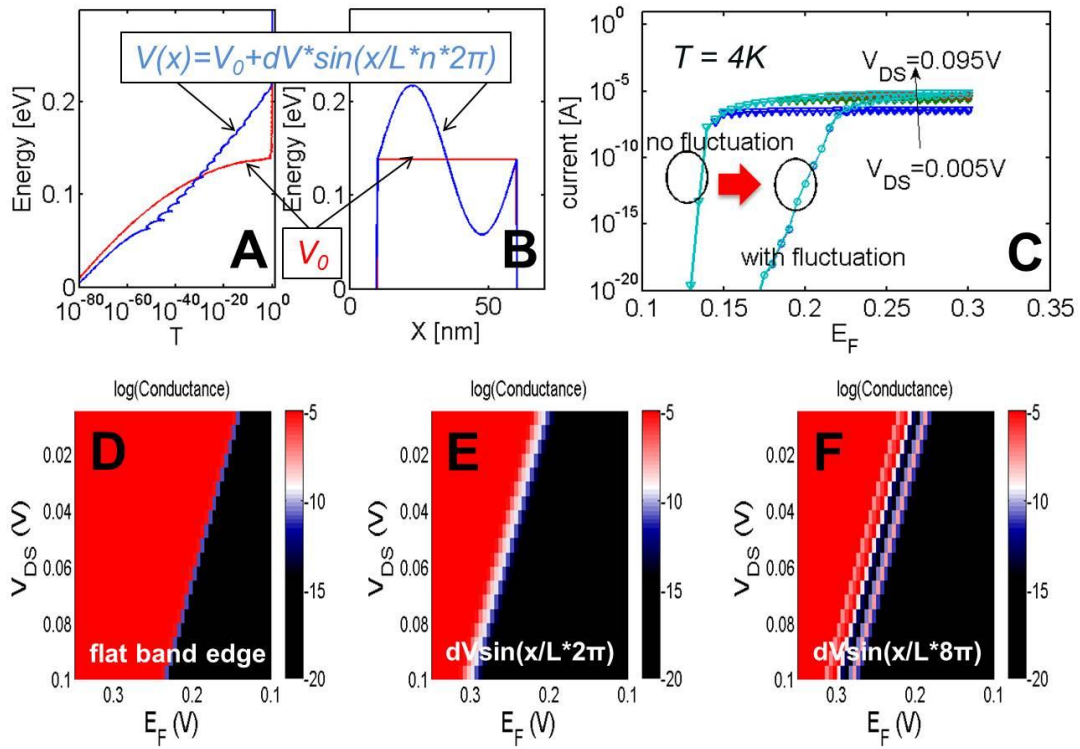 V(x)=V0+dV*sin(x/L*n*2π)
Energy [eV]
0.2
0.1
0
10^-80 10^-60 10^-40 10^-20 10^0
T
A
V0
Energy [eV]
0.2
0.1
0
50
X [nm]
B
current [A]
10^0
10^-5
10^-10
10^-15
10^-20
T = 4K
VDS=0.095V
VDS=0.005V
no fluctuation
with fluctuation
C
0.1 0.15 0.2 0.25 0.3 0.35
EF
log(Conductance)
D
VDS (V)
0.02
0.04
0.06
0.08
0.1
flat band edge
0.3 0.2 0.1
EF (V)
-5
-10
-15
-20
log(Conductance)
E
VDS (V)
0.02
0.04
0.06
0.08
0.1
dVsin(x/L*2π)
0.3 0.2 0.1
EF (V)
-5
-10
-15
-20
log(Conductance)
F
VDS (V)
0.02
0.04
0.06
0.08
0.1
dVsin(x/L*8π)
0.3 0.2 0.1
EF (V)
-5
-10
-15
-20